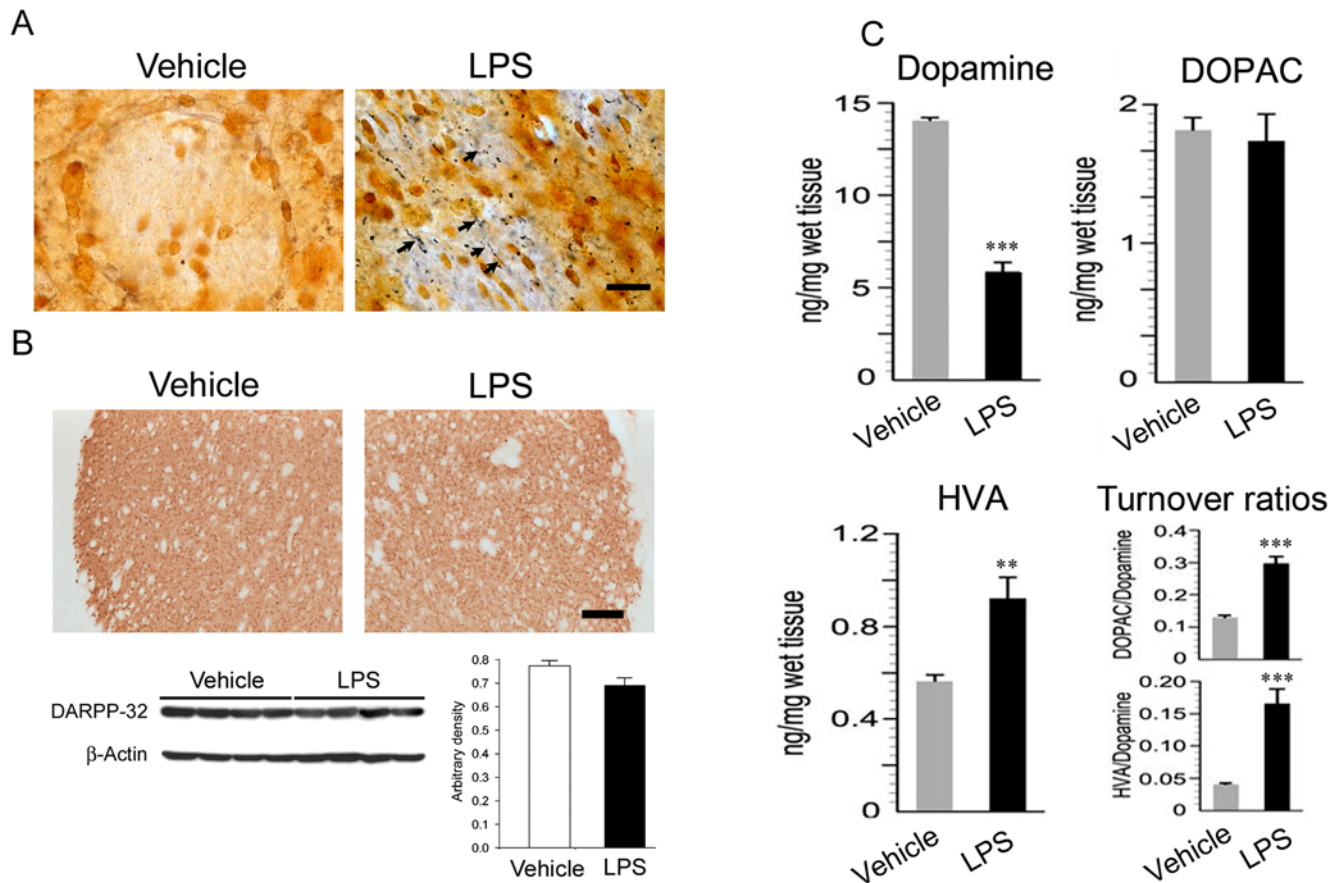 A
Vehicle LPS
B
Vehicle LPS
Vehicle LPS
DARPP-32
β-Actin
Arbitrary density
0.8
0.7
0.6
0.5
0.4
0.3
0.2
0.1
0.0
Vehicle LPS
C
Dopamine
ng/mg wet tissue
15
10
5
0
***
Vehicle LPS
DOPAC
ng/mg wet tissue
2
1
0
Vehicle LPS
HVA
ng/mg wet tissue
1.2
0.8
0.4
0
**
Vehicle LPS
Turnover ratios
DOPAC/Dopamine
0.4
0.3
0.2
0.1
0
***
HVA/Dopamine
0.20
0.15
0.10
0.05
0
***
Vehicle LPS